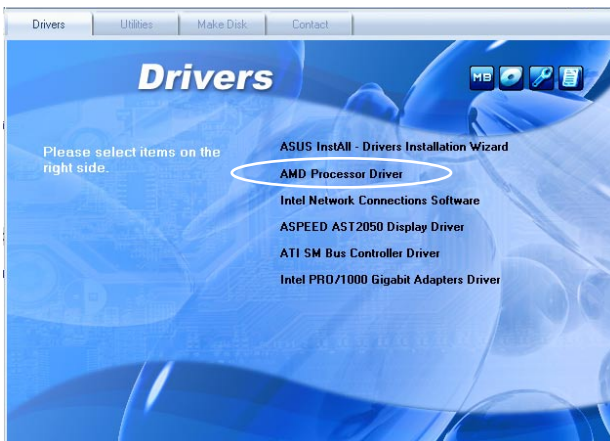 Drivers
Utilities
Make Disk
Contact
Drivers
MB
Please select items on the
right side.
ASUS InstAll - Drivers Installation Wizard
AMD Processor Driver
Intel Network Connections Software
ASPEED AST2050 Display Driver
ATI SM Bus Controller Driver
Intel PRO/1000 Gigabit Adapters Driver